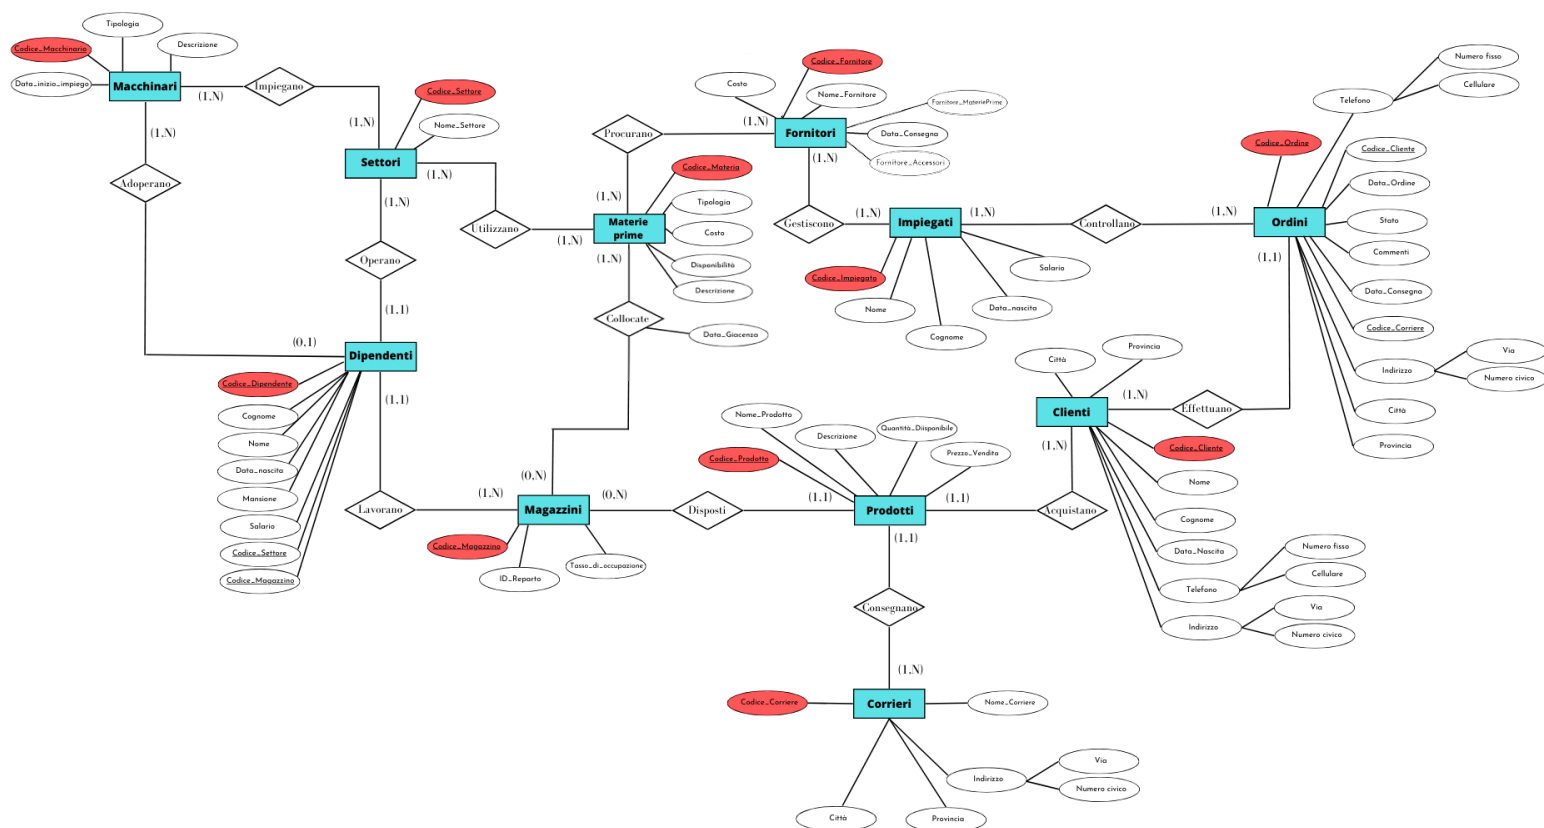 Tipologia
Codice_Macchinario
Descrizione
Data_inizio_impiego
Macchinari
(1,N)
Impiegano
(1,N)
Adoperano
Codice_Settore
Nome_Settore
(1,N)
Settori
(1,N)
(1,N)
Operano
(1,1)
(0,1)
Dipendenti
Codice_Dipendente
(1,1)
Cognome
Nome
Data_nascita
Mansione
Salario
Codice_Settore
Codice_Magazzino
Lavorano
(1,N)
Utilizzano
(1,N)
Procurano
(1,N)
Codice_Materia
Tipologia
Materie
prime
Costo
Disponibilità
Descrizione
(1,N)
Collocate
Data_Giacenza
(0,N)
Magazzini
(0,N)
Codice_Magazzino
ID_Reparto
Tasso_di_occupazione
Disposti
Costo
Codice_Fornitore
Nome_Fornitore
Fornitore_MateriePrime
(1,N)
Fornitori
Data_Consegna
Fornitore_Accessori
(1,N)
Gestiscono
(1,N)
Impiegati
(1,N)
Codice_Impiegato
Nome
Cognome
Data_nascita
Salario
Controllano
(1,N)
Ordini
(1,1)
Codice_Ordine
Telefono
Numero fisso
Cellulare
Codice_Cliente
Data_Ordine
Stato
Commenti
Data_Consegna
Codice_Corriere
Indirizzo
Via
Numero civico
Città
Provincia
Effettuano
Città
Provincia
(1,N)
Clienti
(1,N)
Codice_Cliente
Nome
Cognome
Data_Nascita
Telefono
Numero fisso
Cellulare
Indirizzo
Via
Numero civico
Acquistano
Nome_Prodotto
Descrizione
Quantità_Diisponibile
Prezzo_Vendita
Codice_Prodotto
(1,1)
(1,1)
Prodotti
(1,1)
Consegnano
(1,N)
Codice_Corriere
Corrieri
Nome_Corriere
Indirizzo
Via
Numero civico
Città
Provincia